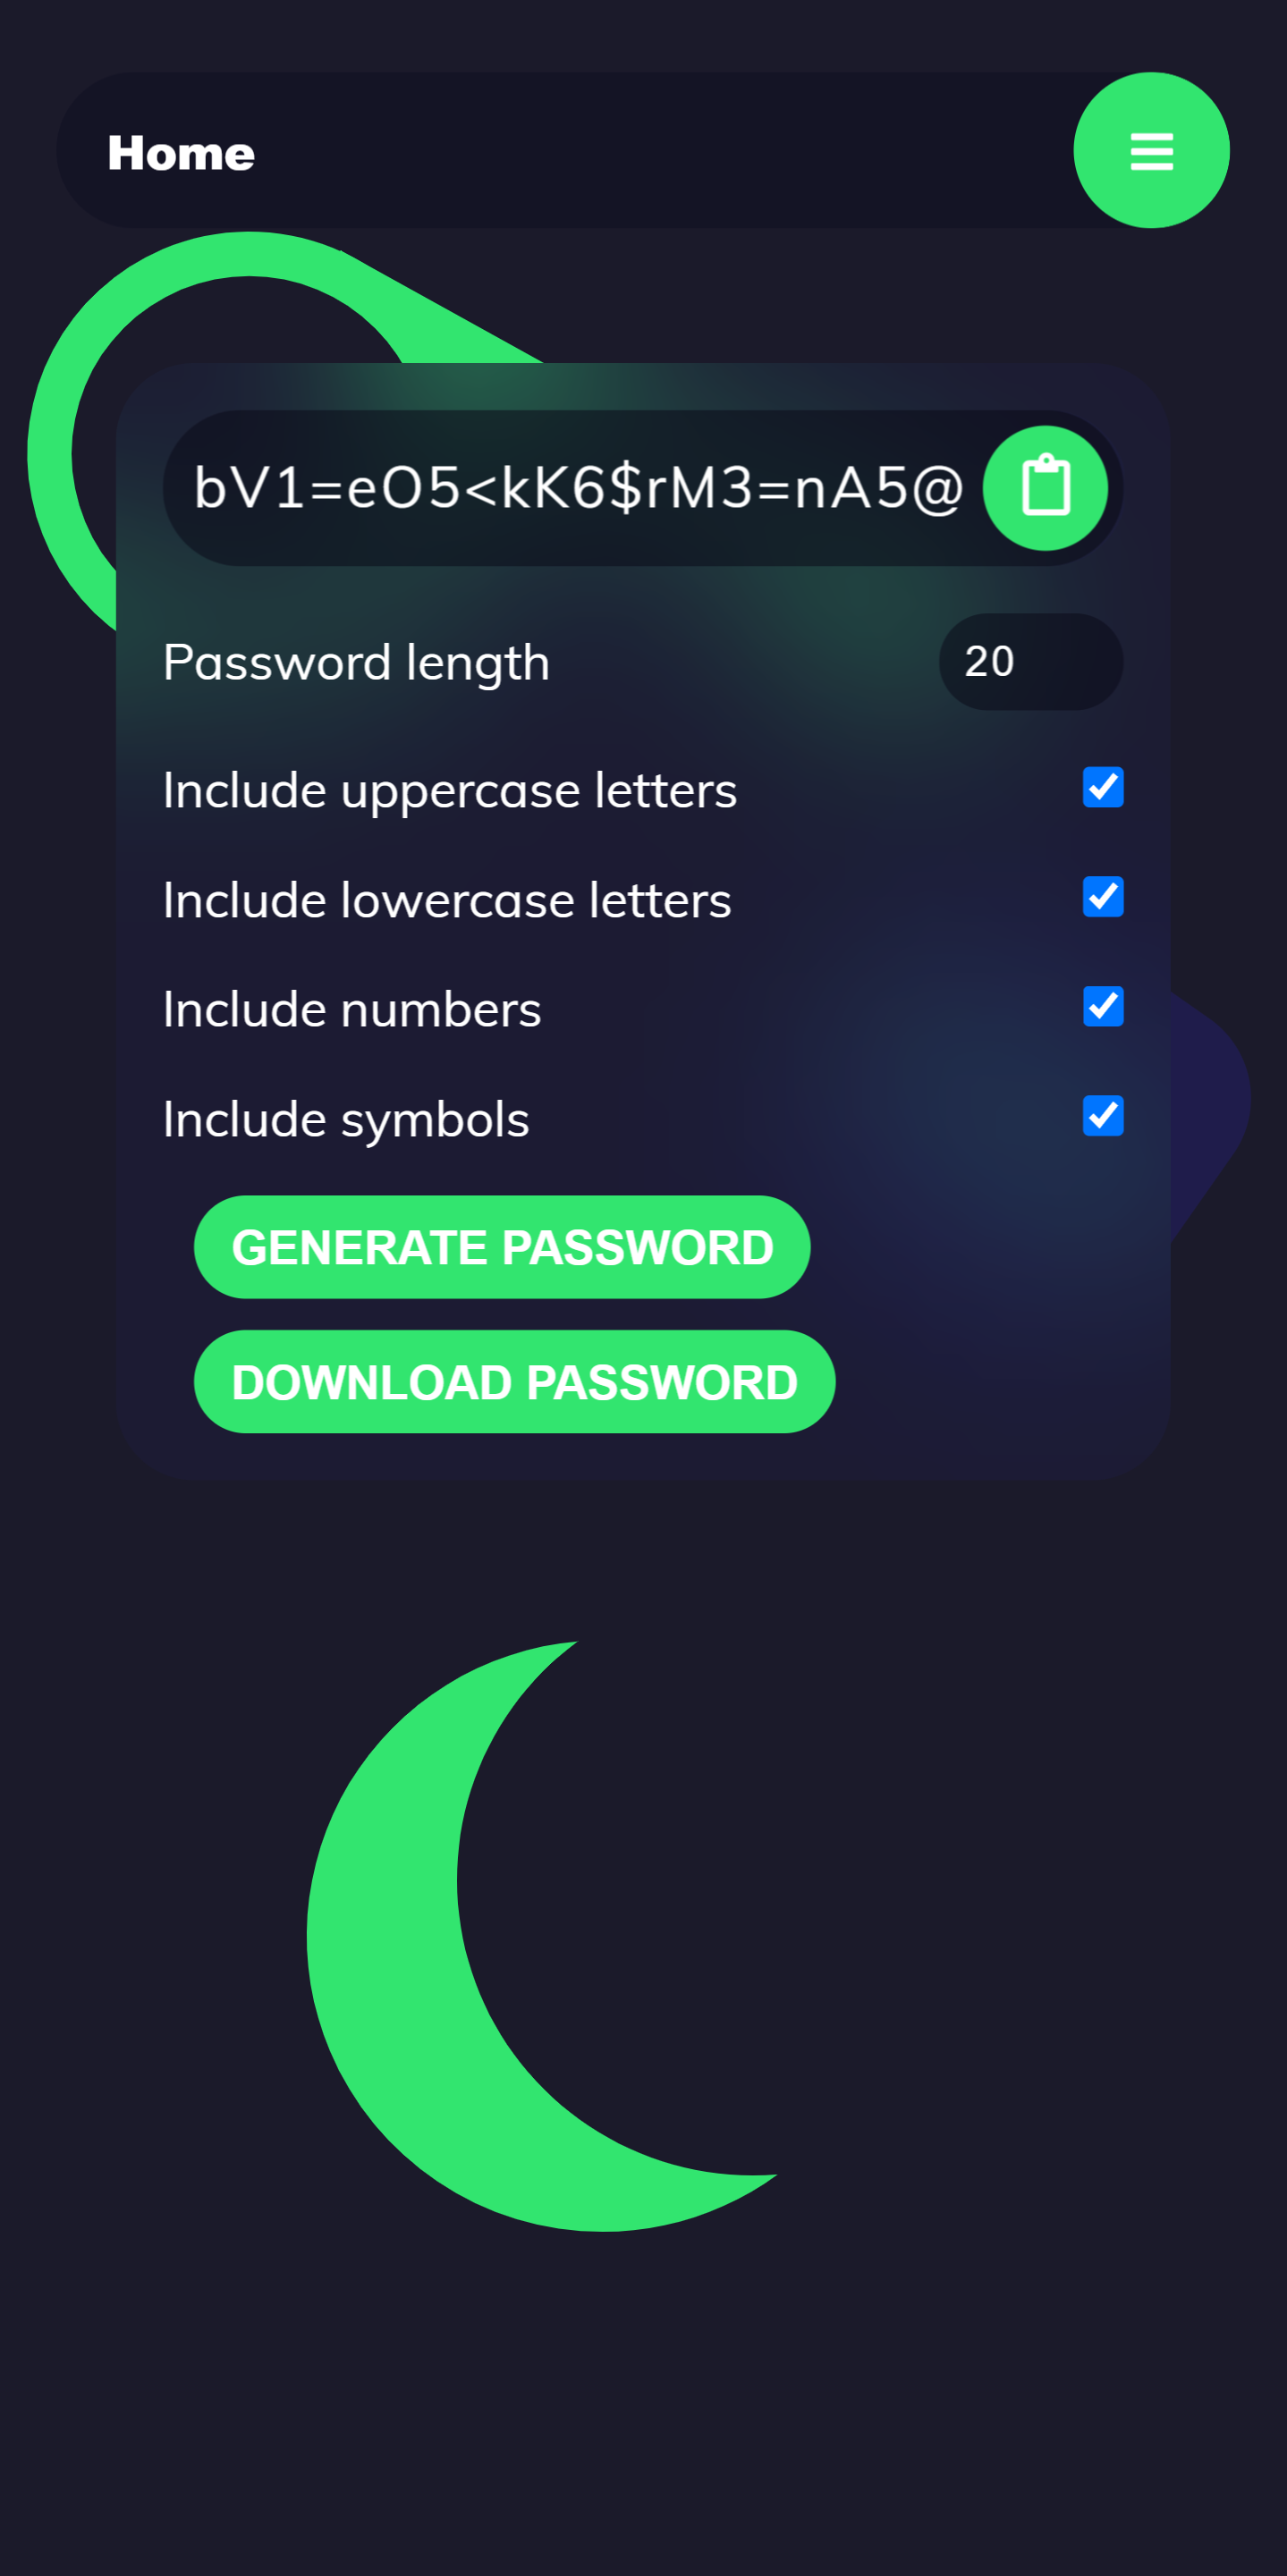 Home
bV1=eO5<kK6$rM3=nA5@
Password length
20
Include uppercase letters
Include lowercase letters
Include numbers
Include symbols
GENERATE PASSWORD
DOWNLOAD PASSWORD